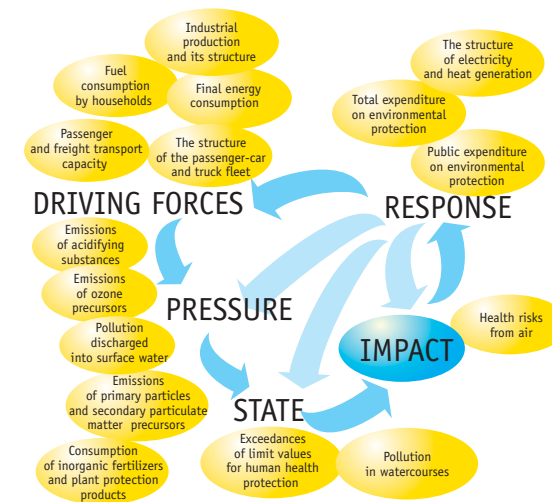 Industrial
production
and its structure
Fuel
consumption
by households
Final energy
consumption
Passenger
and freight transport
capacity
The structure
of the passenger-car
and truck fleet
The structure
of electricity
and heat generation
Total expenditure
on environmental
protection
Public expenditure
on environmental
protection
DRIVING FORCES
RESPONSE
Emissions
of acidifying
substances
Emissions
of ozone
precursors
PRESSURE
Pollution
discharged
into surface water
Health risks
from air
IMPACT
Emissions
of primary particles
and secondary particulate
matter precursors
STATE
Consumption
of inorganic fertilizers
and plant protection
products
Exceedances
of limit values
for human health
protection
Pollution
in watercourses